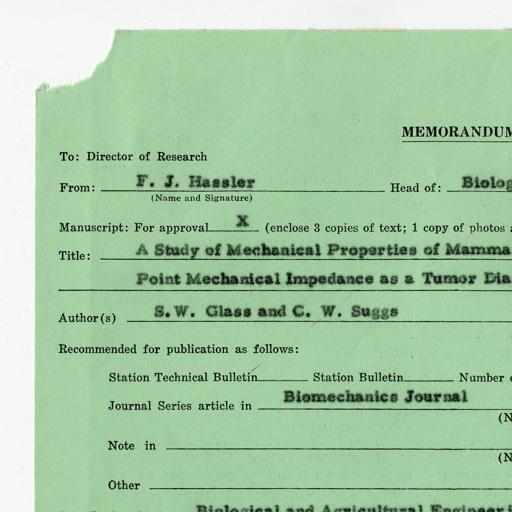 MEMORANDUM
To: Director of Research
From: F. J. Hassler Head of: Biolog
(Name and Signature)
Manuscript: For approval X (enclose 3 copies of text; 1 copy of photos
Title: A Study of Mechanical Properties of Mamma
Point Mechanical Impedance as a Tumor Dia
Author(s) S.W. Glass and C. W. Suggs
Recommended for publication as follows:
Station Technical Bulletin Station Bulletin Number
Journal Series article in Biomechanics Journal
(N
Note in
(N
Other
Biological and Agricultural Engineeri